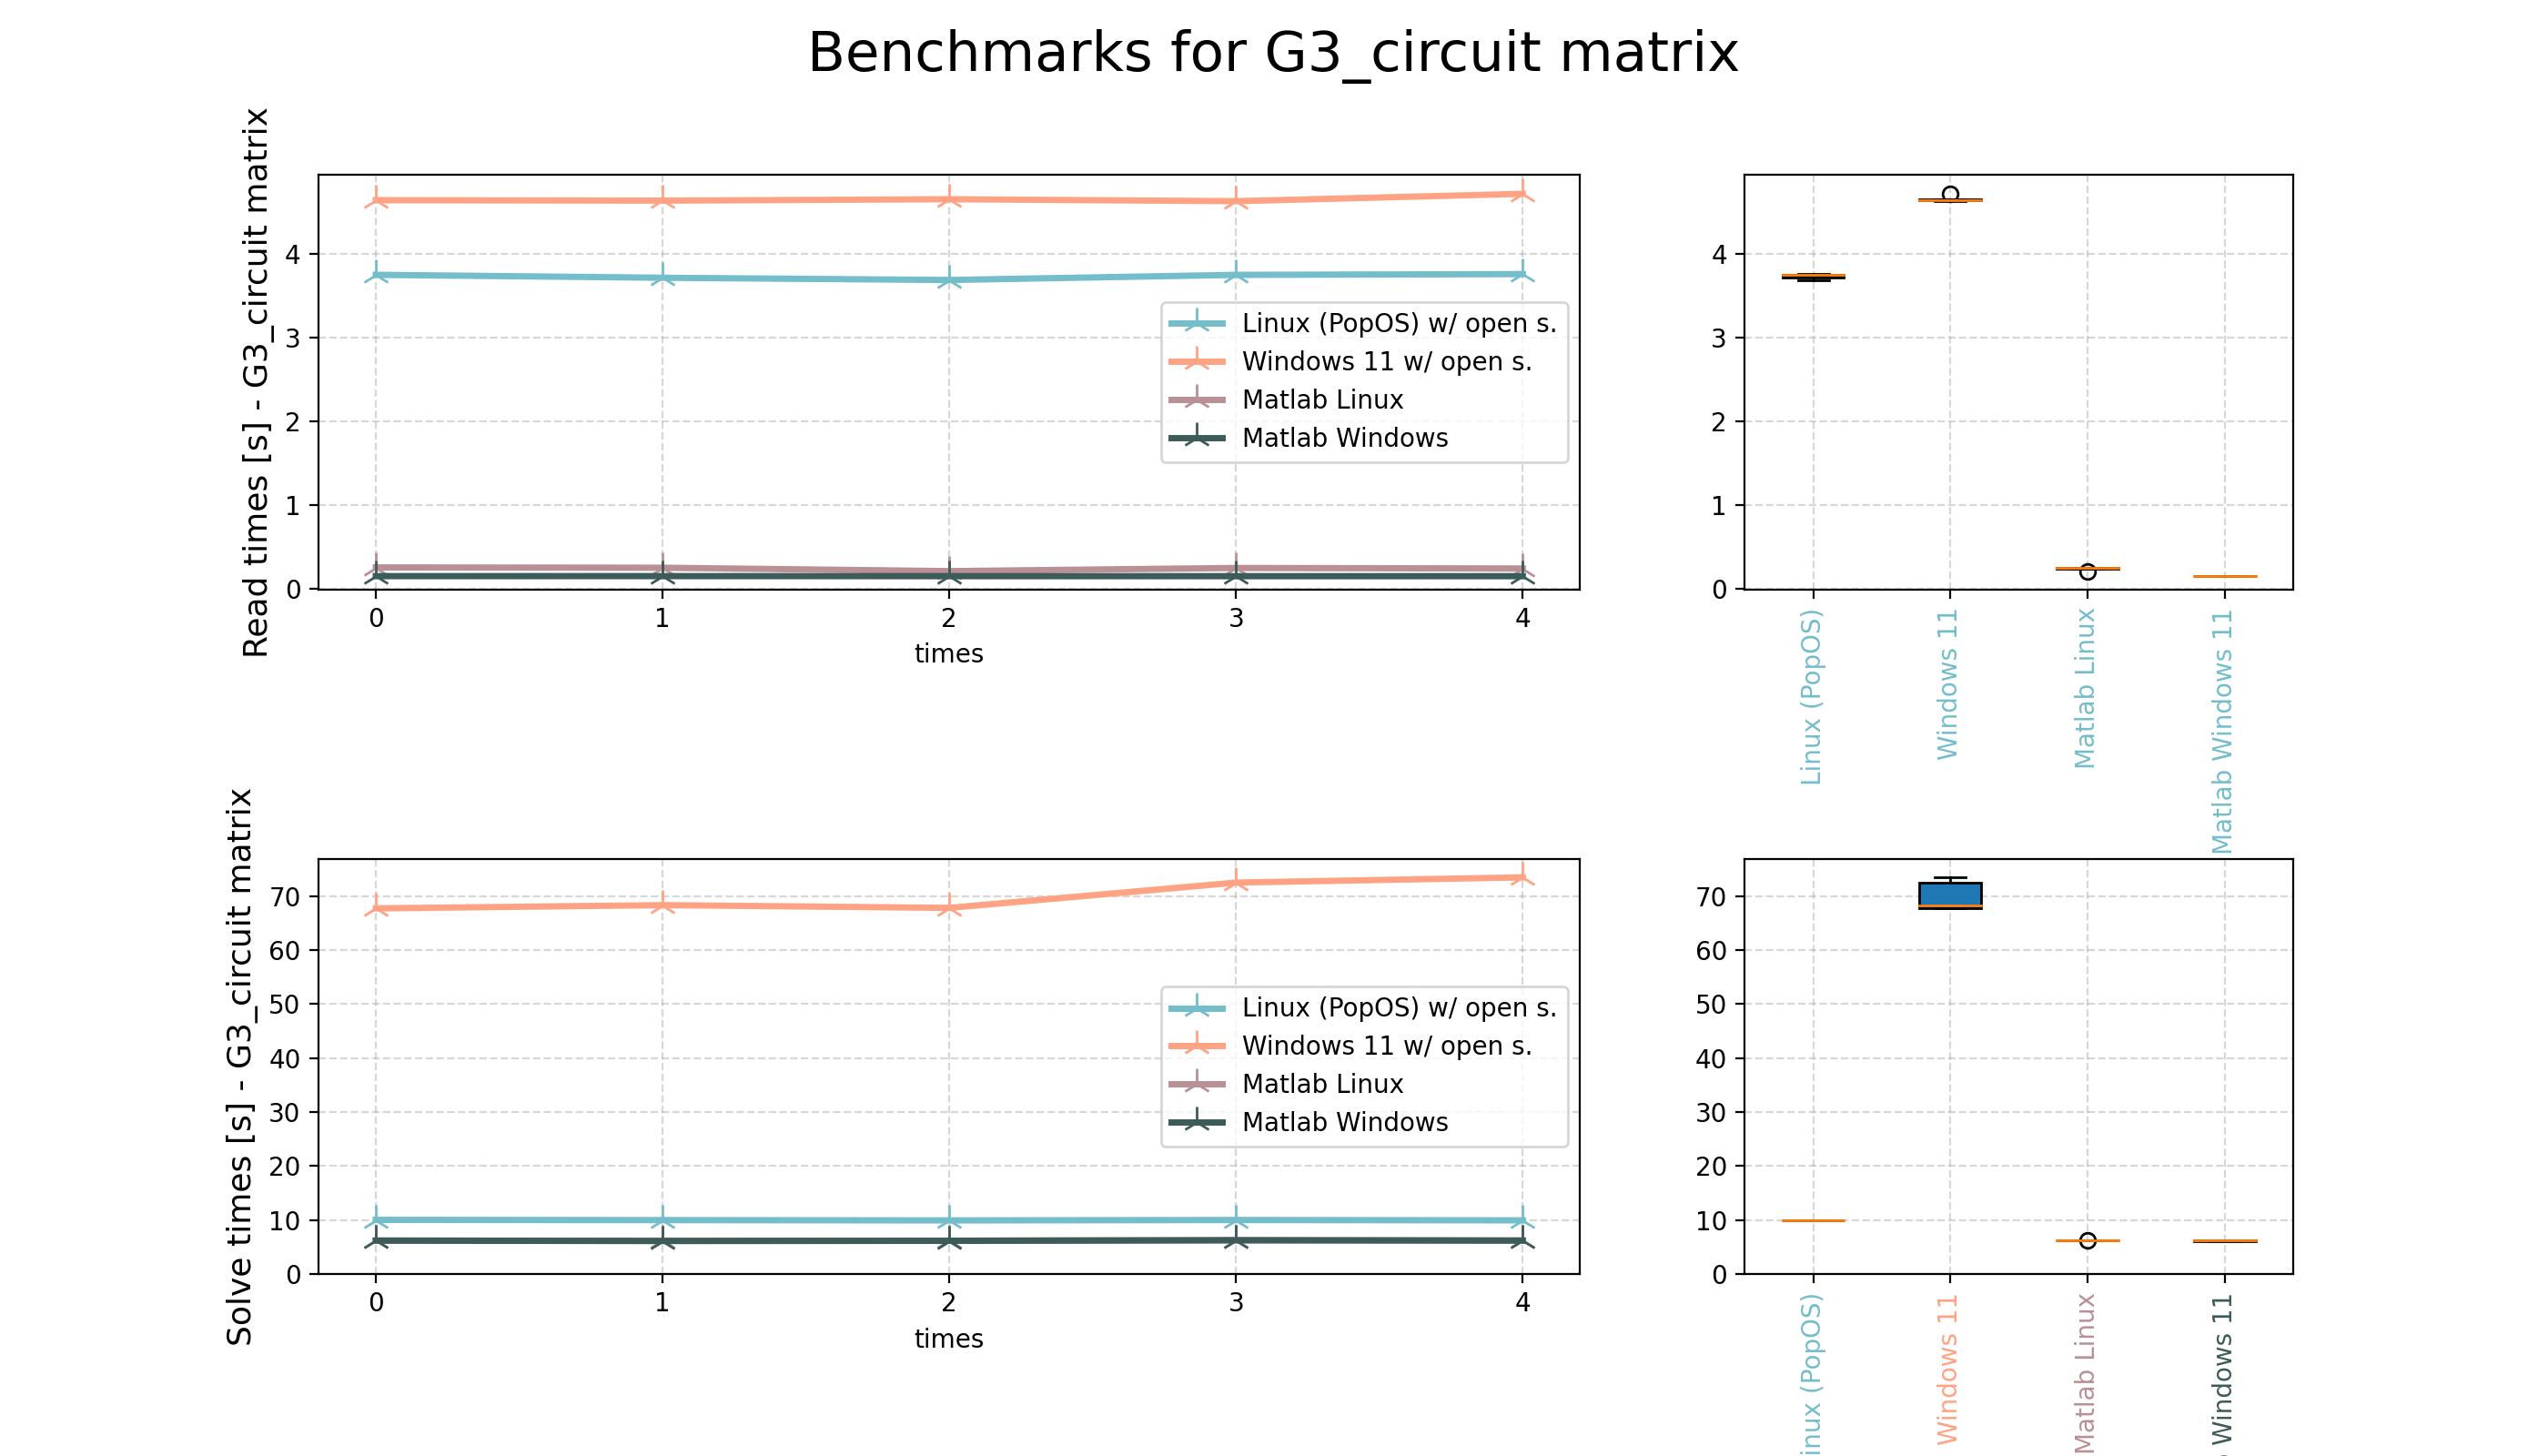 Benchmarks for G3_circuit matrix
Read times [s] - G3_circuit matrix
4
3
2
1
0
0 1 2 3 4
times
Linux (PopOS) w/ open s.
Windows 11 w/ open s.
Matlab Linux
Matlab Windows
4
3
2
1
0
Linux (PopOS)
Windows 11
Matlab Linux
Matlab Windows 11
Solve times [s] - G3_circuit matrix
70
60
50
40
30
20
10
0
0 1 2 3 4
times
Linux (PopOS) w/ open s.
Windows 11 w/ open s.
Matlab Linux
Matlab Windows
70
60
50
40
30
20
10
0
inux (PopOS)
Windows 11
Matlab Linux
Windows 11